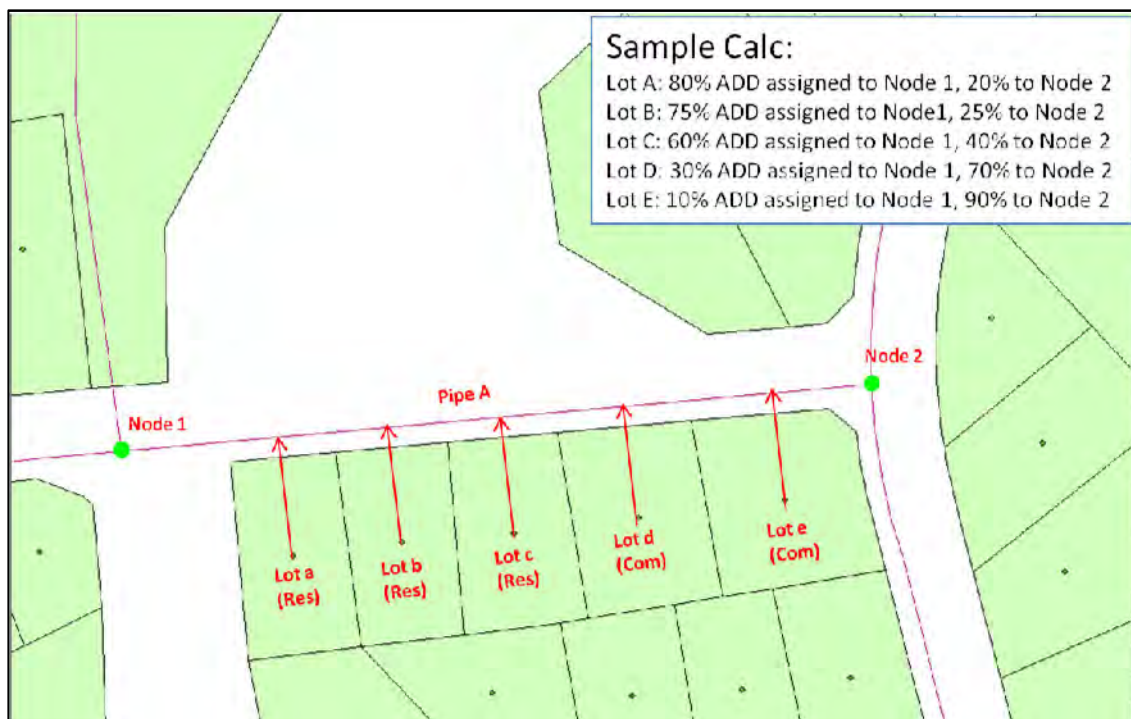 Sample Calc:
Lot A: 80% ADD assigned to Node 1, 20% to Node 2
Lot B: 75% ADD assigned to Node1, 25% to Node 2
Lot C: 60% ADD assigned to Node 1, 40% to Node 2
Lot D: 30% ADD assigned to Node 1, 70% to Node 2
Lot E: 10% ADD assigned to Node 1, 90% to Node 2
Node 2
Pipe A
Node 1
Lot a
(Res)
Lot b
(Res)
Lot c
(Res)
Lot d
(Com)
Lot e
(Com)